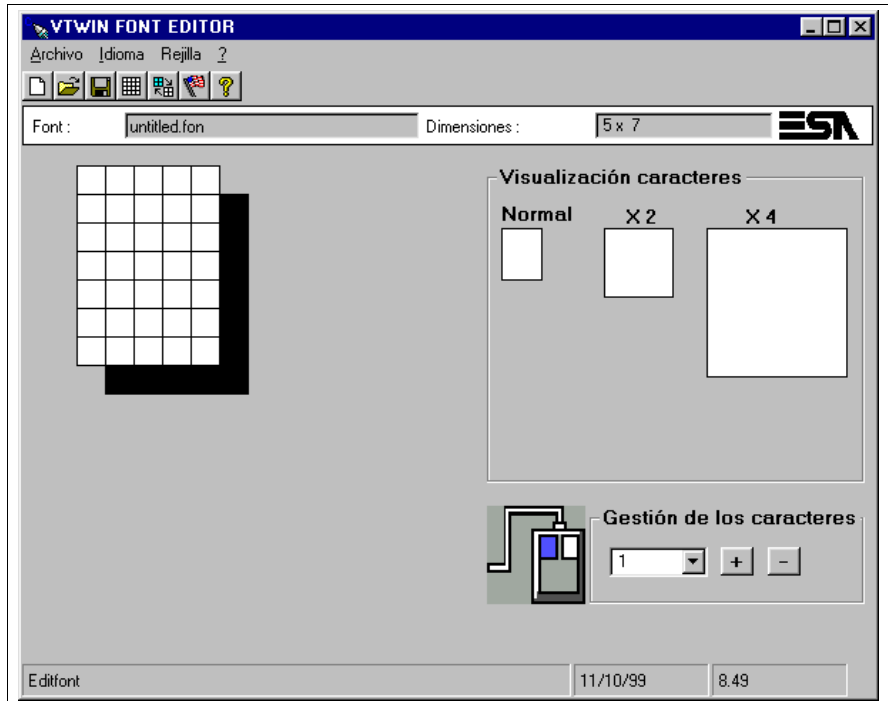 VTWIN FONT EDITOR
Archivo Idioma Rejilla ?
Font : untitled.fon Dimensiones : 5 x 7 ESA
Visualización caracteres
Normal X 2 X 4
Gestión de los caracteres
1 + -
Editfont 11/10/99 8.49